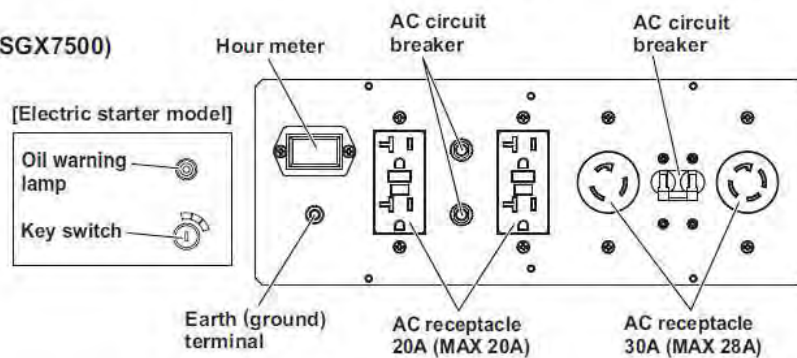 SGX7500)
Hour meter
AC circuit
breaker
AC circuit
breaker
[Electric starter model]
Oil warning
lamp
Key switch
Earth (ground)
terminal
AC receptacle
20A (MAX 20A)
AC receptacle
30A (MAX 28A)